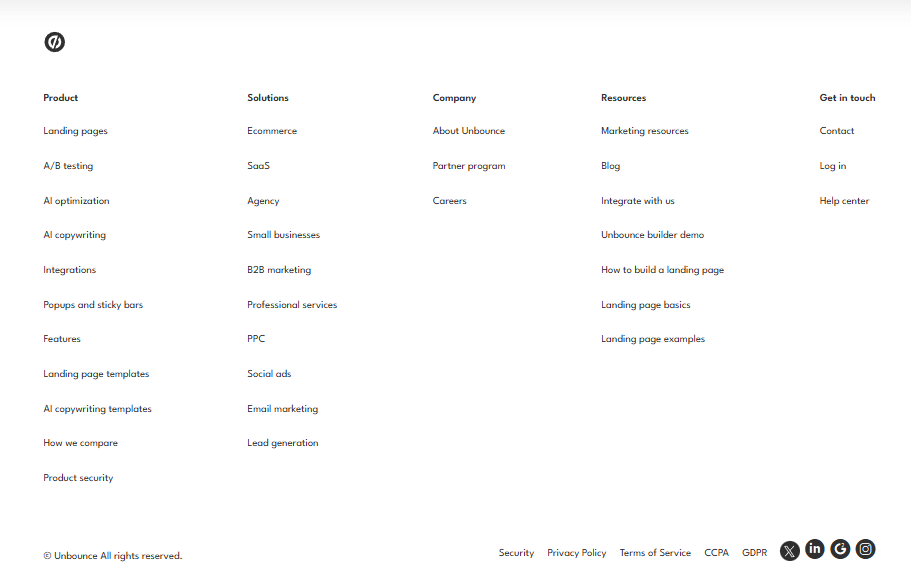 Product
Landing pages
A/B testing
AI optimization
AI copywriting
Integrations
Popups and sticky bars
Features
Landing page templates
AI copywriting templates
How we compare
Product security
Solutions
Ecommerce
SaaS
Agency
Small businesses
B2B marketing
Professional services
PPC
Social ads
Email marketing
Lead generation
Company
About Unbounce
Partner program
Careers
Resources
Marketing resources
Blog
Integrate with us
Unbounce builder demo
How to build a landing page
Landing page basics
Landing page examples
Get in touch
Contact
Log in
Help center
© Unbounce All rights reserved.
Security Privacy Policy Terms of Service CCPA GDPR